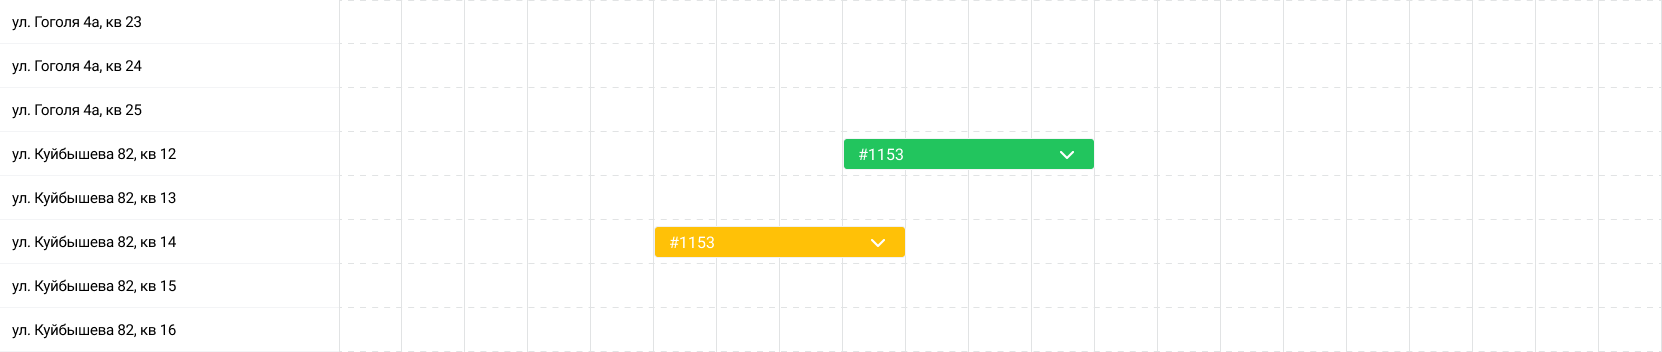 ул. Гоголя 4а, кв 23
ул. Гоголя 4а, кв 24
ул. Гоголя 4а, кв 25
ул. Куйбышева 82, кв 12
#1153
ул. Куйбышева 82, кв 13
ул. Куйбышева 82, кв 14
#1153
ул. Куйбышева 82, кв 15
ул. Куйбышева 82, кв 16